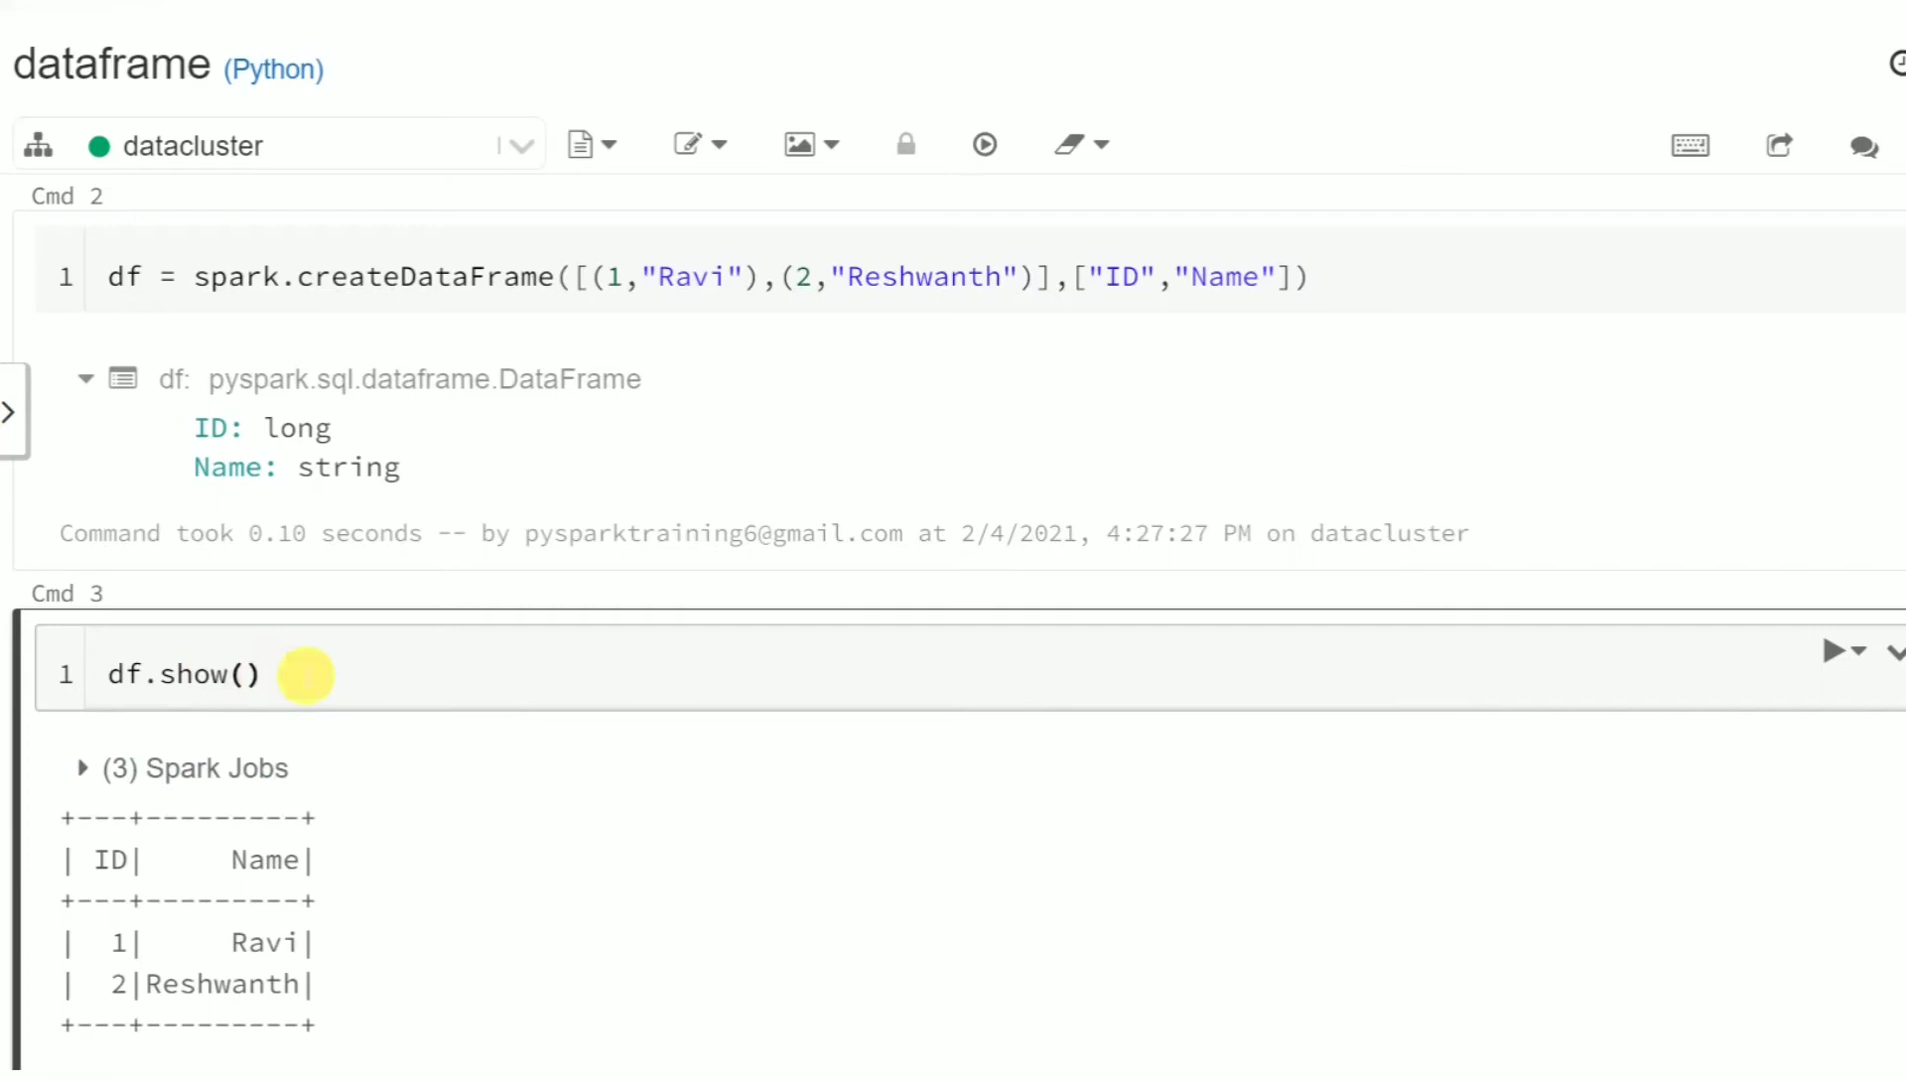 dataframe (Python)
datacluster
Cmd 2
1 df = spark.createDataFrame([(1,"Ravi"),(2,"Reshwanth")],["ID","Name"])
df: pyspark.sql.dataframe.DataFrame
ID: long
Name: string
Command took 0.10 seconds -- by pysparktraining6@gmail.com at 2/4/2021, 4:27:27 PM on datacluster
Cmd 3
1 df.show()
(3) Spark Jobs
+---+---------+
| ID|     Name|
+---+---------+
|  1|     Ravi|
|  2|Reshwanth|
+---+---------+